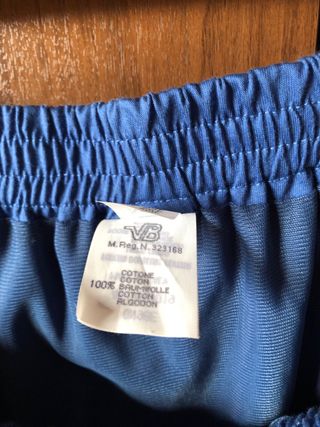 VB
M. Reg. N. 323168
COTONE
COTON
100% BAUMWOLLE
COTTON
ALGODON